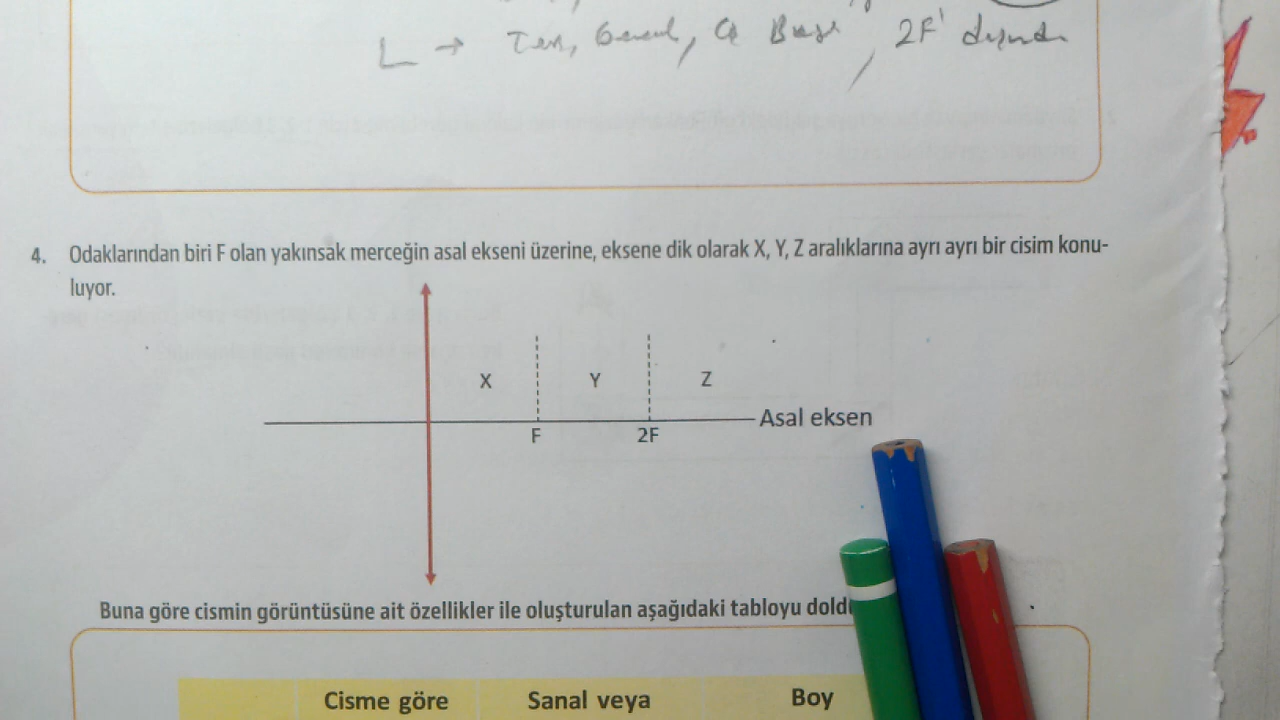 L → Ters, Gerçek, 2F' dışında
4. Odaklarından biri F olan yakınsak merceğin asal ekseni üzerine, eksene dik olarak X, Y, Z aralıklarına ayrı ayrı bir cisim konu-
luyor.
X Y Z
Asal eksen
F 2F
Buna göre cismin görüntüsüne ait özellikler ile oluşturulan aşağıdaki tabloyu
Cisme göre Sanal veya Boy